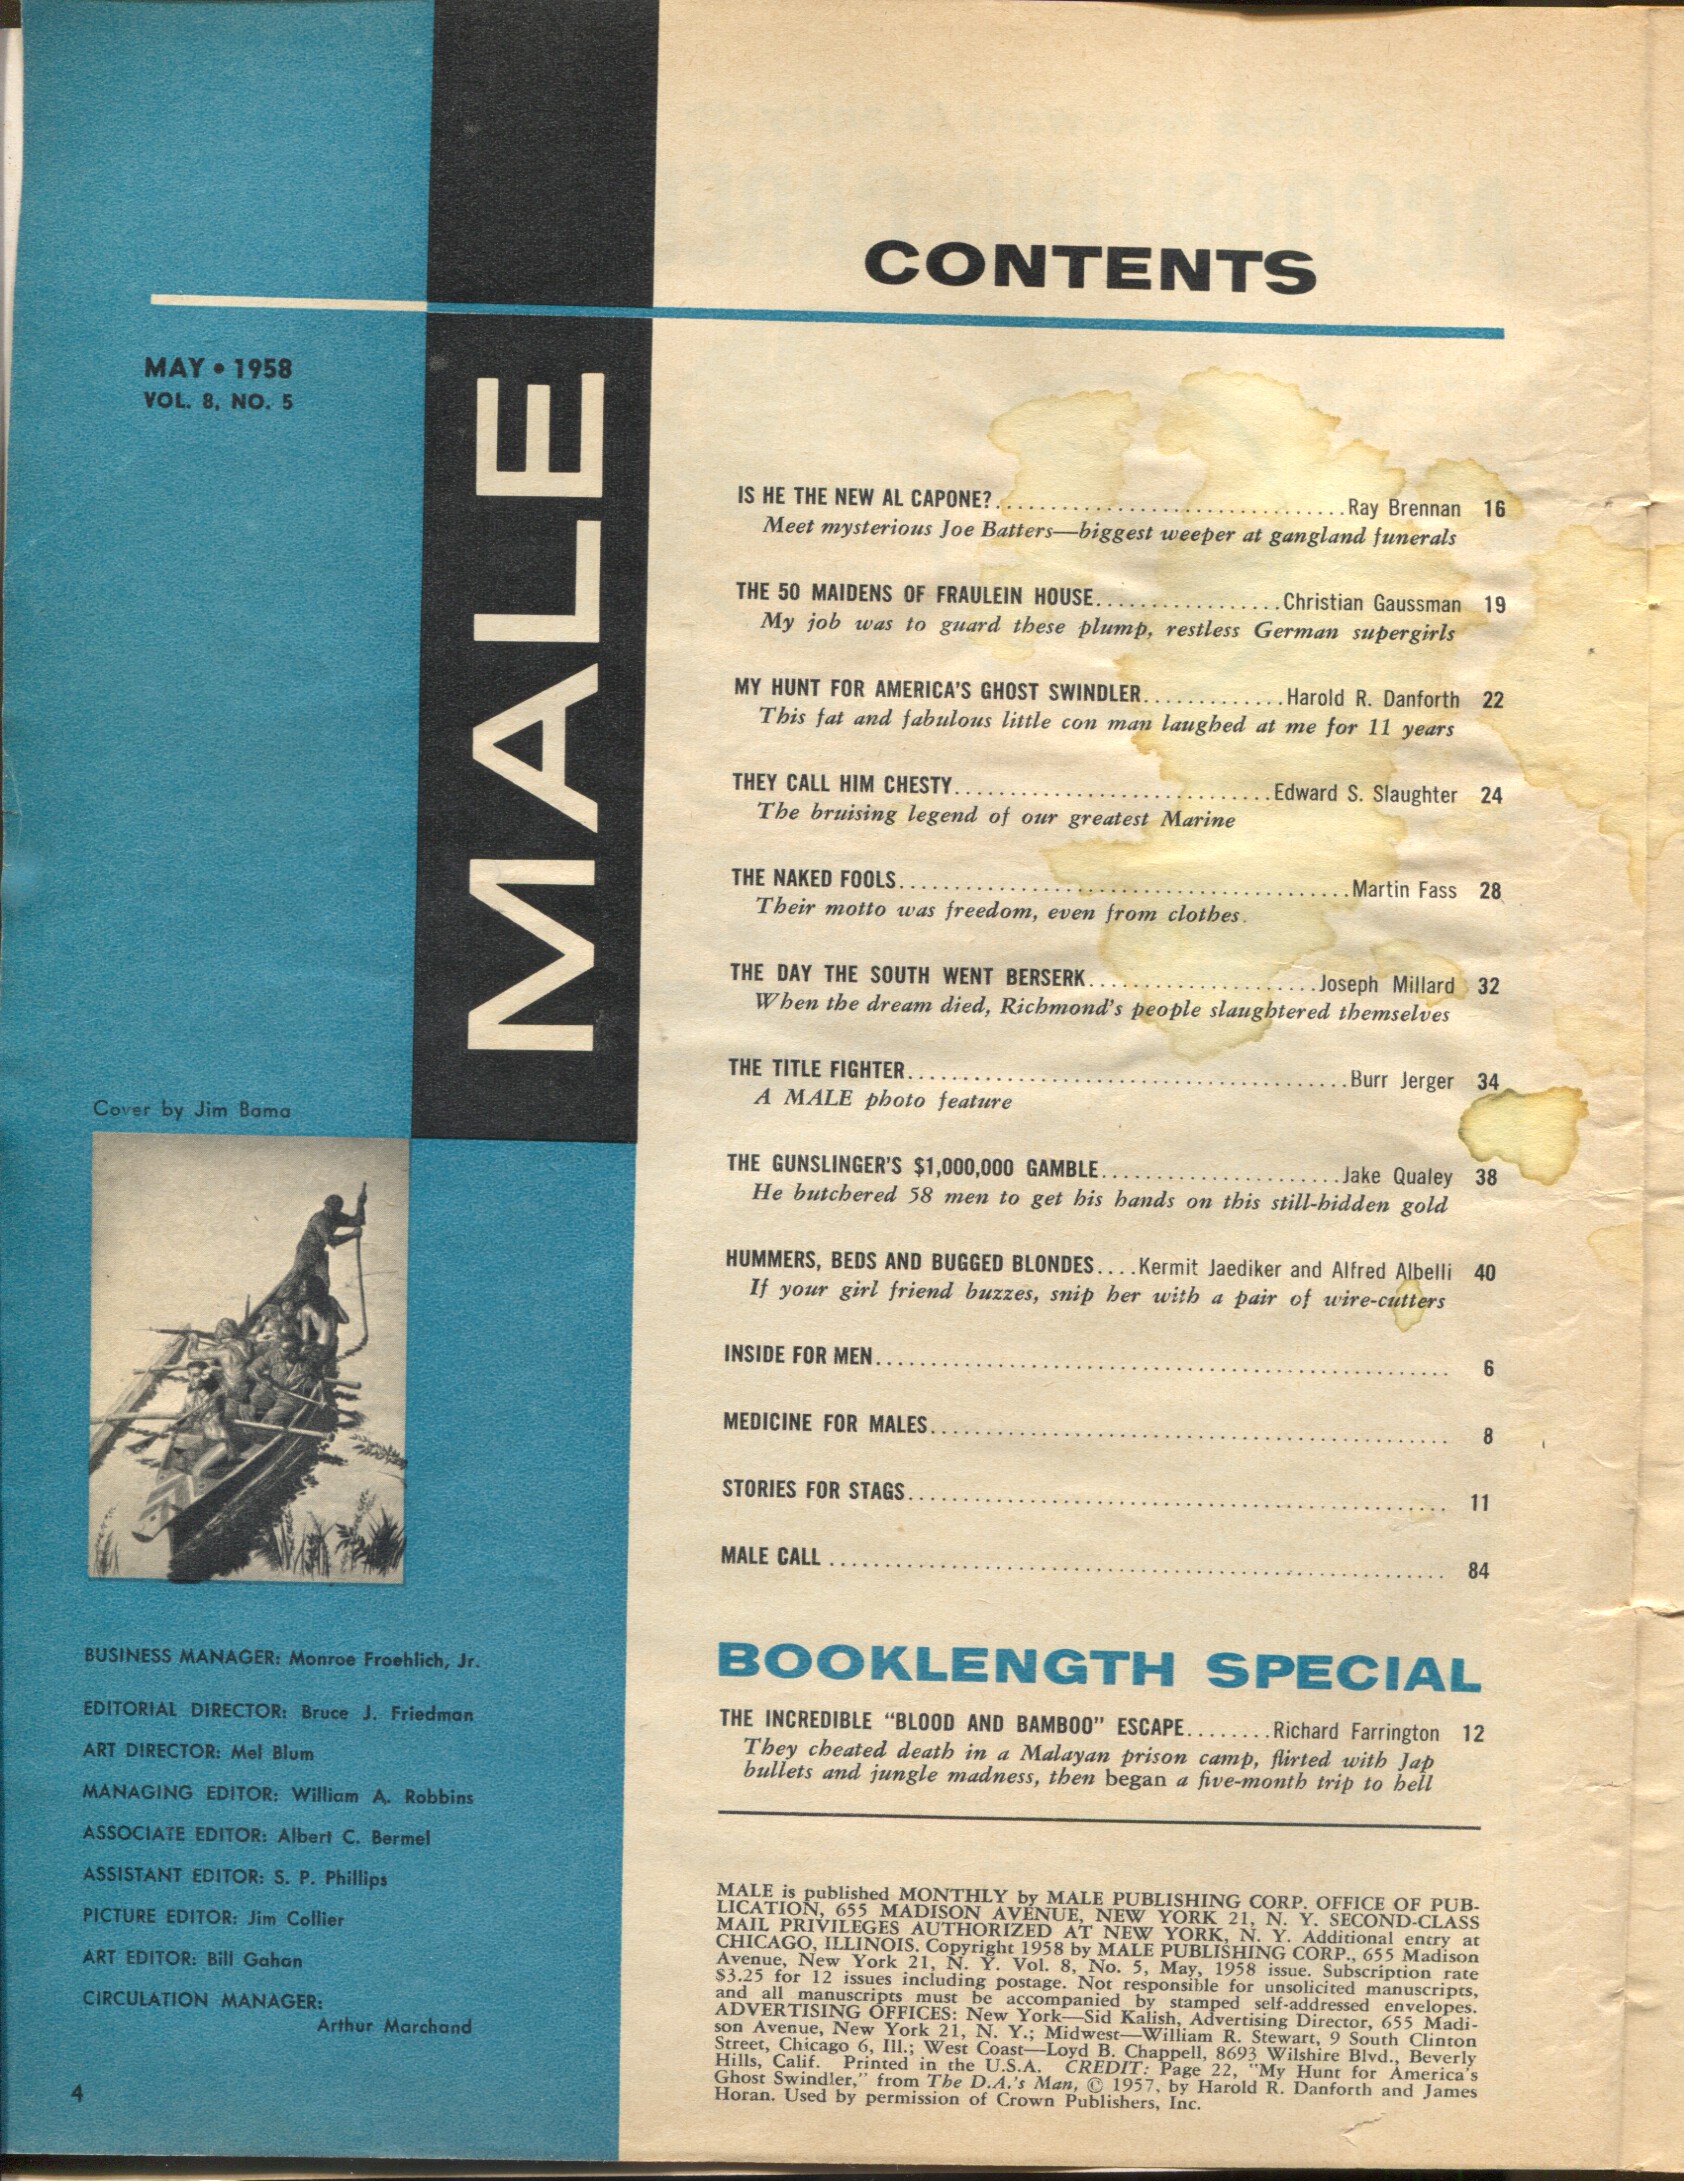 CONTENTS
MAY • 1958
VOL. 8, NO. 5
MALE
IS HE THE NEW AL CAPONE?................................Ray Brennan 16
Meet mysterious Joe Batters—biggest weeper at gangland funerals
THE 50 MAIDENS OF FRAULEIN HOUSE.................Christian Gaussman 19
My job was to guard these plump, restless German supergirls
MY HUNT FOR AMERICA'S GHOST SWINDLER.............Harold R. Danforth 22
This fat and fabulous little con man laughed at me for 11 years
THEY CALL HIM CHESTY.............................Edward S. Slaughter 24
The bruising legend of our greatest Marine
THE NAKED FOOLS.........................................Martin Fass 28
Their motto was freedom, even from clothes.
THE DAY THE SOUTH WENT BERSERK.....................Joseph Millard 32
When the dream died, Richmond's people slaughtered themselves
THE TITLE FIGHTER........................................Burr Jerger 34
A MALE photo feature
THE GUNSLINGER'S $1,000,000 GAMBLE......................Jake Qualey 38
He butchered 58 men to get his hands on this still-hidden gold
HUMMERS, BEDS AND BUGGED BLONDES....Kermit Jaediker and Alfred Albelli 40
If your girl friend buzzes, snip her with a pair of wire-cutters
INSIDE FOR MEN.................................................... 6
MEDICINE FOR MALES............................................... 8
STORIES FOR STAGS................................................. 11
MALE CALL ........................................................ 84
BOOKLENGTH SPECIAL
THE INCREDIBLE "BLOOD AND BAMBOO" ESCAPE........Richard Farrington 12
They cheated death in a Malayan prison camp, flirted with Jap
bullets and jungle madness, then began a five-month trip to hell
Cover by Jim Bama
BUSINESS MANAGER: Monroe Froehlich, Jr.
EDITORIAL DIRECTOR: Bruce J. Friedman
ART DIRECTOR: Mel Blum
MANAGING EDITOR: William A. Robbins
ASSOCIATE EDITOR: Albert C. Bermel
ASSISTANT EDITOR: S. P. Phillips
PICTURE EDITOR: Jim Collier
ART EDITOR: Bill Gahan
CIRCULATION MANAGER:
Arthur Marchand
MALE is published MONTHLY by MALE PUBLISHING CORP. OFFICE OF PUB-
LICATION, 655 MADISON AVENUE, NEW YORK 21, N. Y. SECOND-CLASS
MAIL PRIVILEGES AUTHORIZED AT NEW YORK, N. Y. Additional entry at
CHICAGO, ILLINOIS. Copyright 1958 by MALE PUBLISHING CORP., 655 Madison
Avenue, New York 21, N. Y. Vol. 8, No. 5, May, 1958 issue. Subscription rate
$3.25 for 12 issues including postage. Not responsible for unsolicited manuscripts,
and all manuscripts must be accompanied by stamped self-addressed envelopes.
ADVERTISING OFFICES: New York—Sid Kalish, Advertising Director, 655 Madi-
son Avenue, New York 21, N. Y.; Midwest—William R. Stewart, 9 South Clinton
Street, Chicago 6, Ill.; West Coast—Loyd B. Chappell, 8693 Wilshire Blvd., Beverly
Hills, Calif. Printed in the U.S.A. CREDIT: Page 22, "My Hunt for America's
Ghost Swindler," from The D.A.'s Man, © 1957, by Harold R. Danforth and James
Horan. Used by permission of Crown Publishers, Inc.
4